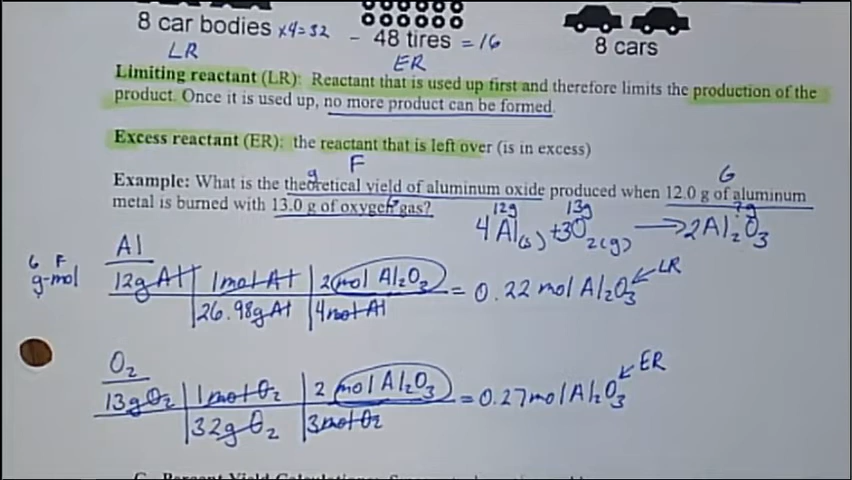 8 car bodies ×4=32
- 48 tires =16
8 cars
LR
ER
Limiting reactant (LR): Reactant that is used up first and therefore limits the production of the
product. Once it is used up, no more product can be formed.
Excess reactant (ER): the reactant that is left over (is in excess)
g F G
Example: What is the theoretical yield of aluminum oxide produced when 12.0 g of aluminum
metal is burned with 13.0 g of oxygen gas?
12g 13g ?g
4Al(s) +3O2(g) → 2Al2O3
Al
G F
g-mol
12g Al 1mol Al 2 mol Al2O3
26.98g Al 4mol Al
= 0.22 mol Al2O3 LR
O2
13g O2 1mol O2 2 mol Al2O3
32g O2 3mol O2
= 0.27mol Al2O3 ER